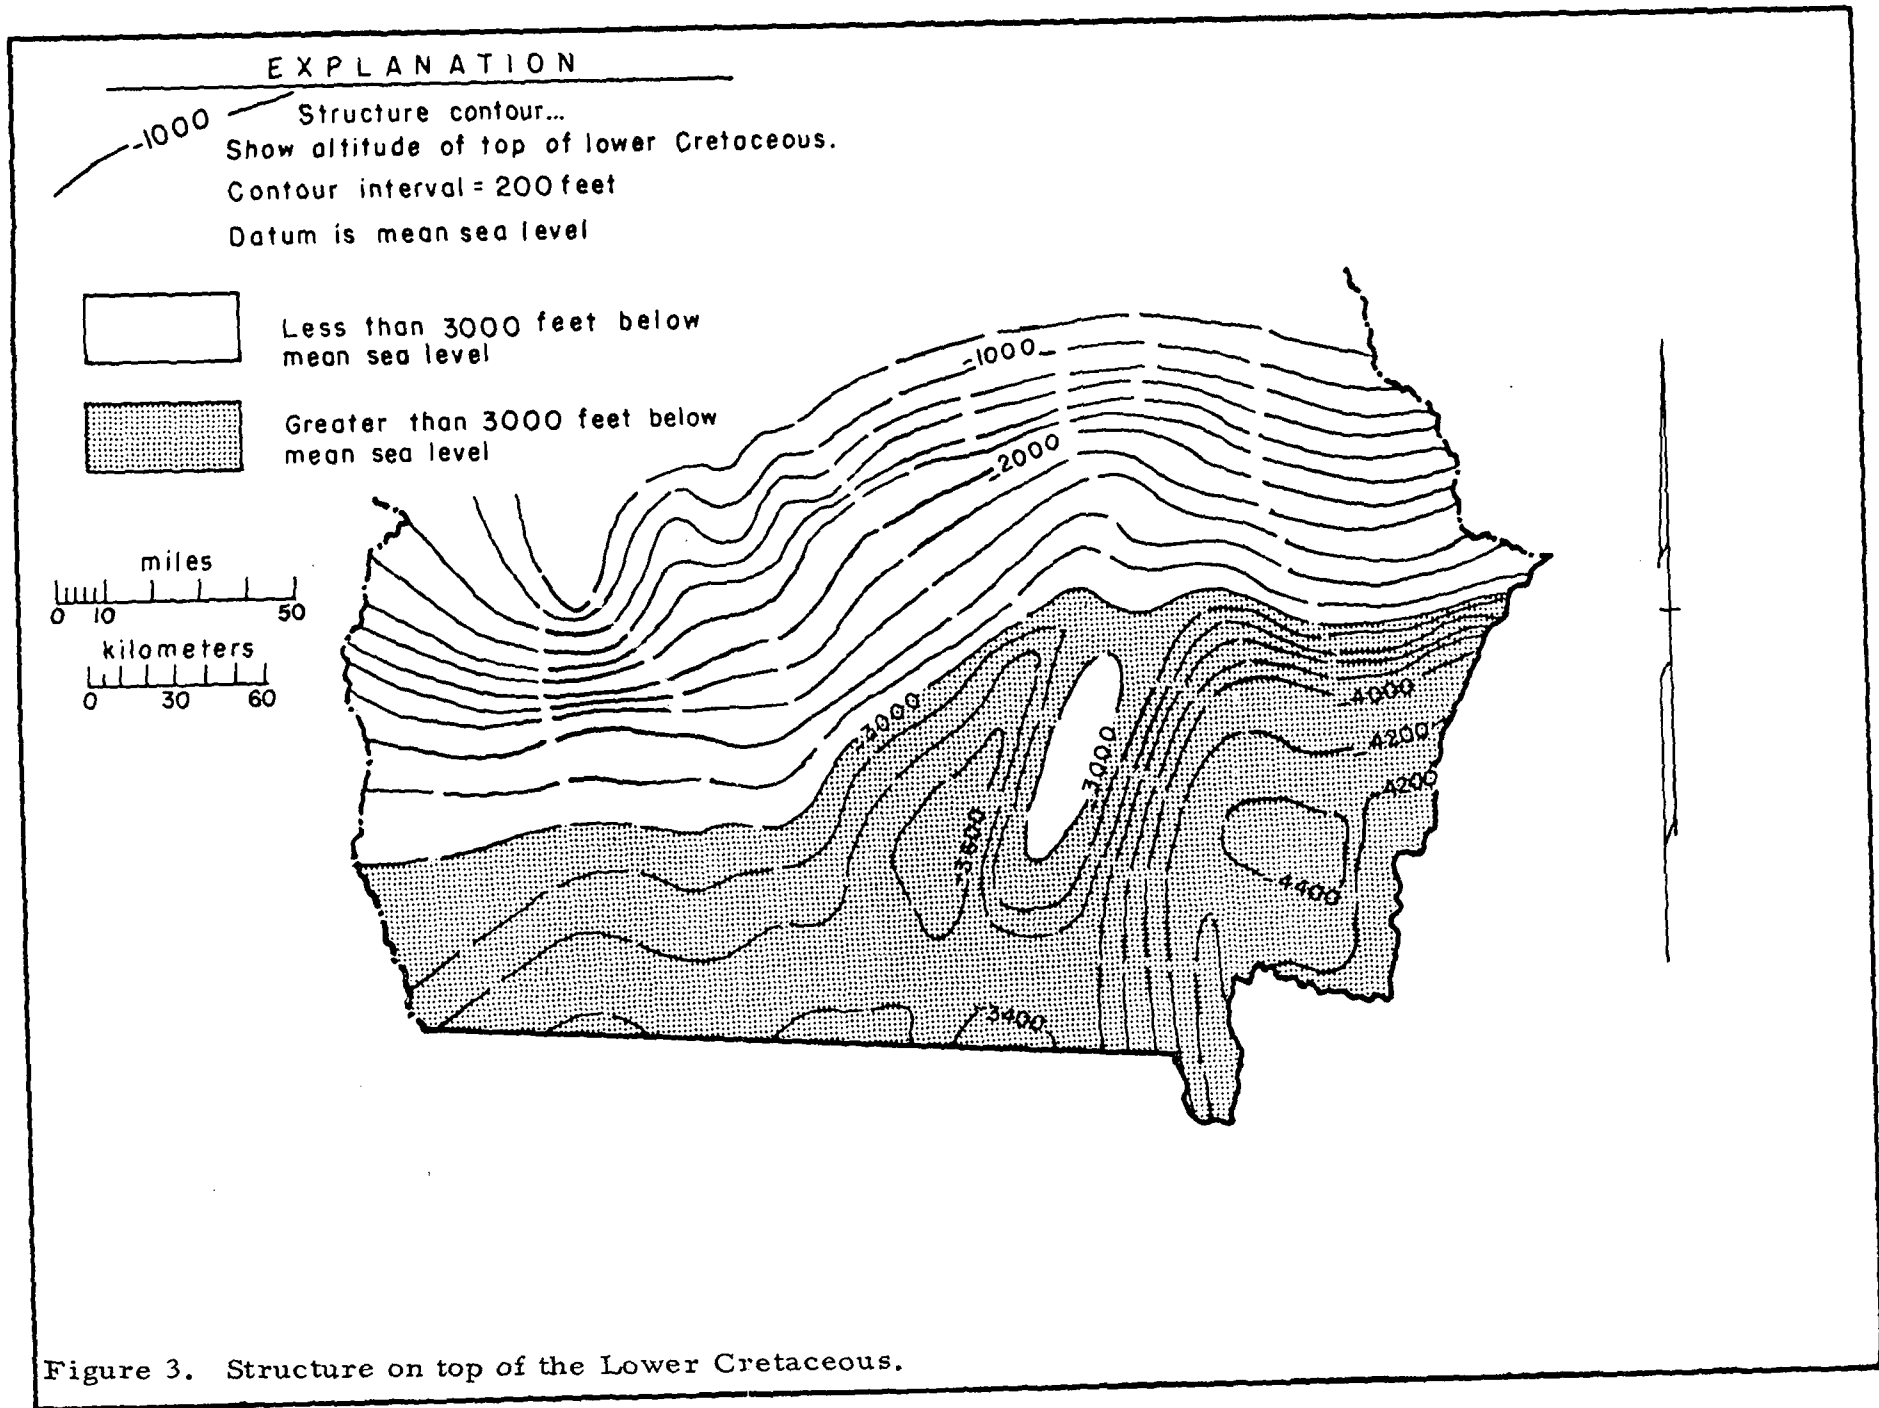 EXPLANATION
-1000
Structure contour...
Show altitude of top of lower Cretaceous.
Contour interval = 200 feet
Datum is mean sea level
Less than 3000 feet below
mean sea level
Greater than 3000 feet below
mean sea level
miles
0 10 50
kilometers
0 30 60
-1000
-2000
-3000
-3000
-3600
-4000
-4200
-4200
-4400
-3400
Figure 3. Structure on top of the Lower Cretaceous.